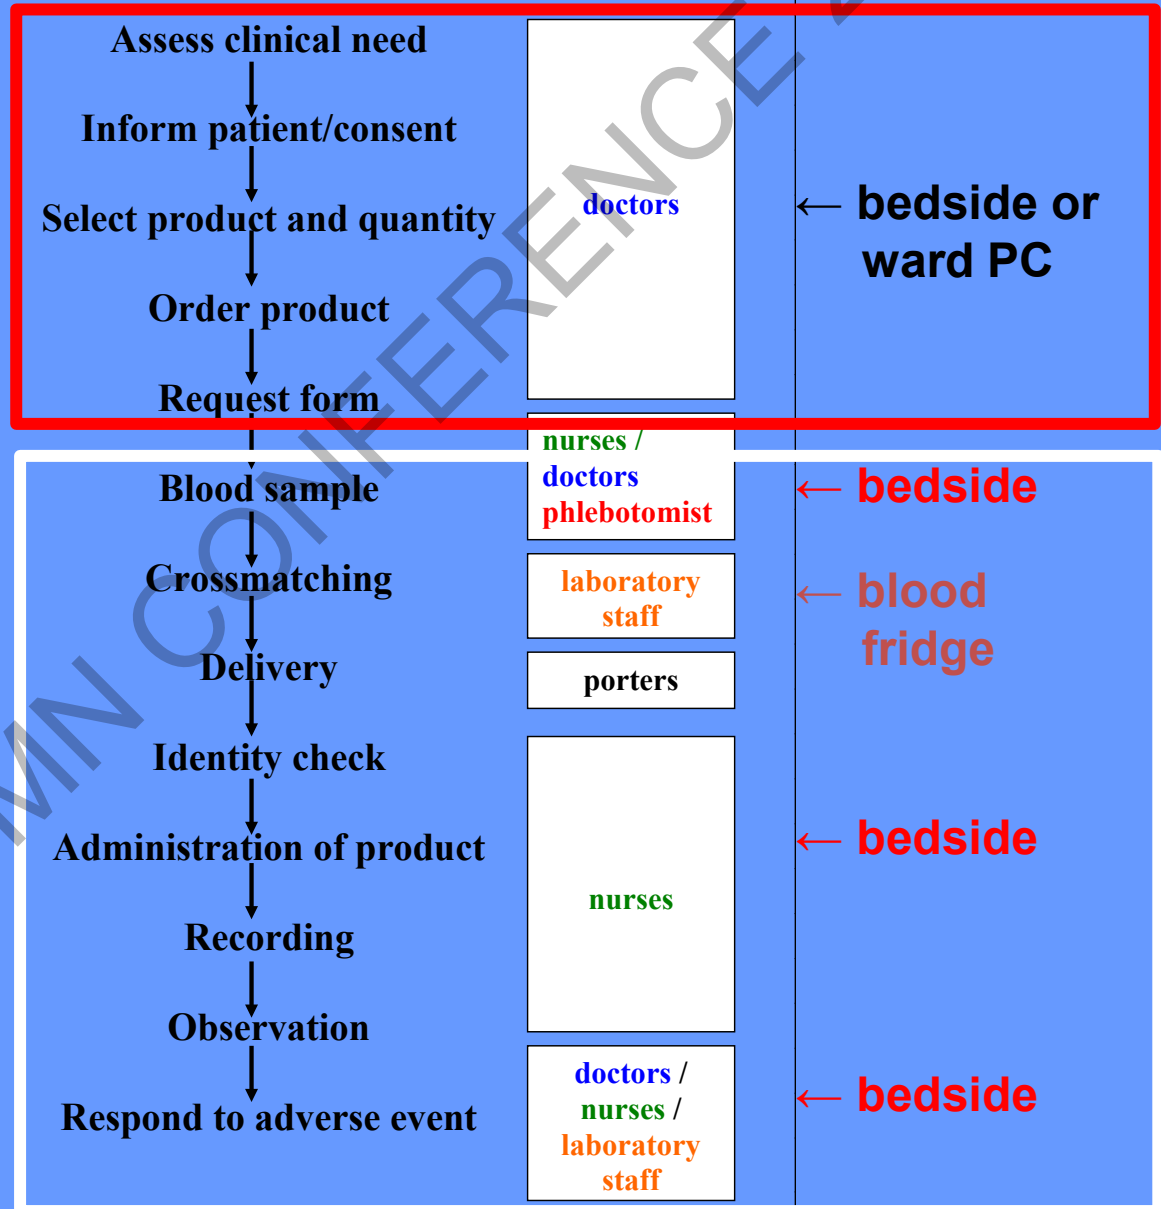 Assess clinical need
Inform patient/consent
Select product and quantity
Order product
Request form
Blood sample
Crossmatching
Delivery
Identity check
Administration of product
Recording
Observation
Respond to adverse event
doctors
nurses /
doctors
phlebotomist
laboratory
staff
porters
nurses
doctors /
nurses /
laboratory
staff
← bedside or
ward PC
← bedside
← blood
fridge
← bedside
← bedside
MN CONFERENCE 2